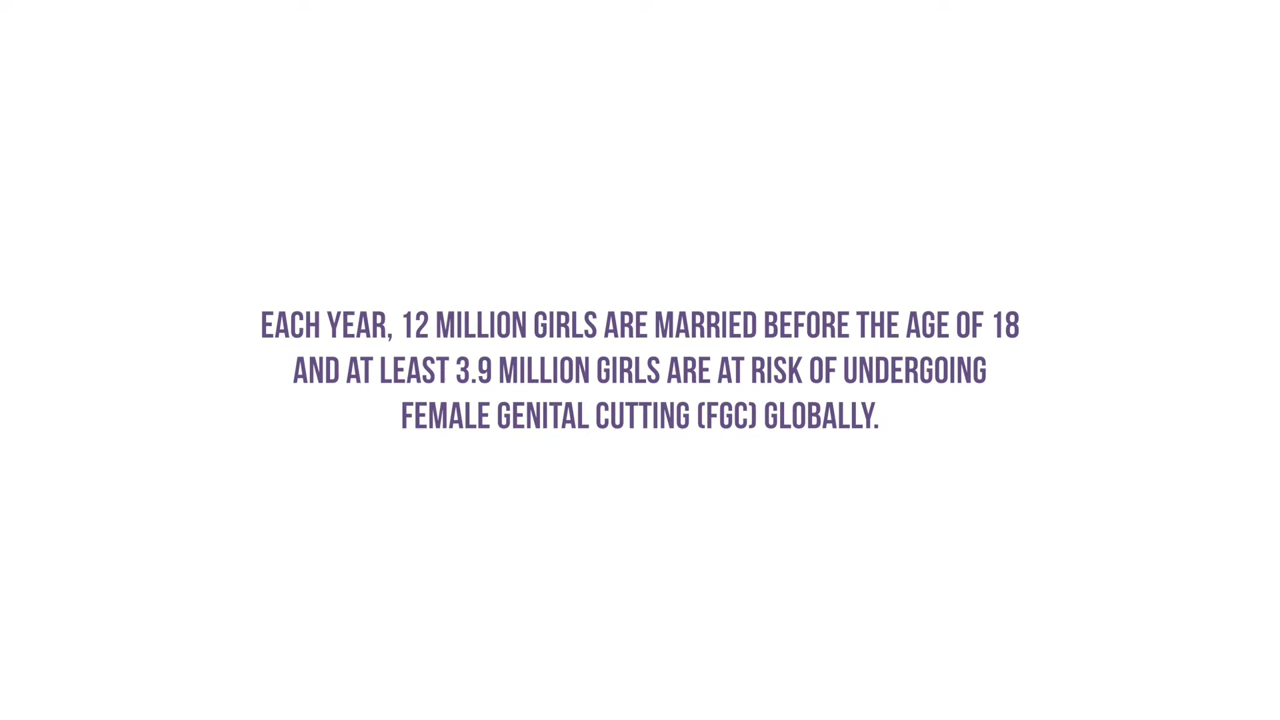 EACH YEAR, 12 MILLION GIRLS ARE MARRIED BEFORE THE AGE OF 18
AND AT LEAST 3.9 MILLION GIRLS ARE AT RISK OF UNDERGOING
FEMALE GENITAL CUTTING (FGC) GLOBALLY.